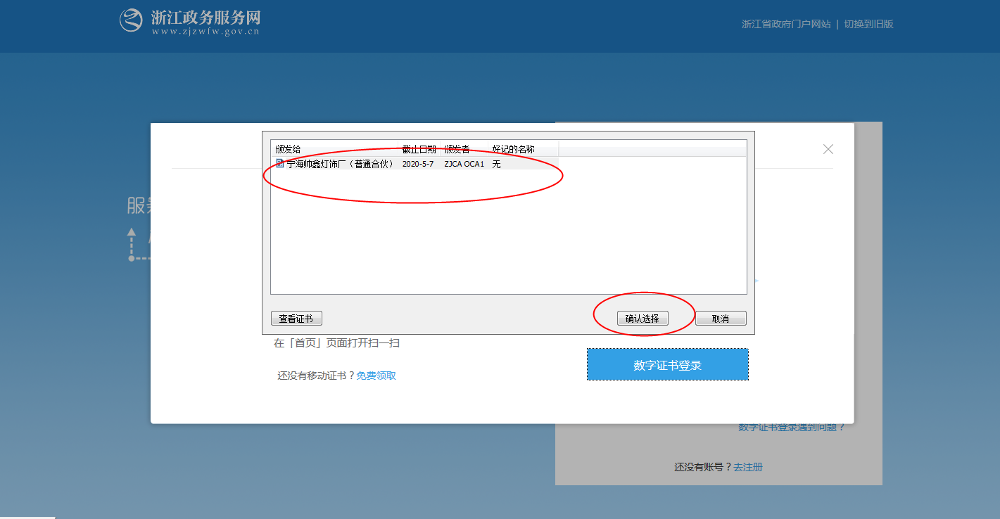 浙江政务服务网
www.zjzwfw.gov.cn
浙江省政府门户网站 | 切换到旧版
服
颁发给 截止日期 颁发者 好记的名称
宁海帅鑫灯饰厂（普通合伙） 2020-5-7 ZJCA OCA1 无
查看证书 确认选择 取消
在「首页」页面打开扫一扫
还没有移动证书？免费领取
数字证书登录
数字证书登录遇到问题？
还没有账号？去注册